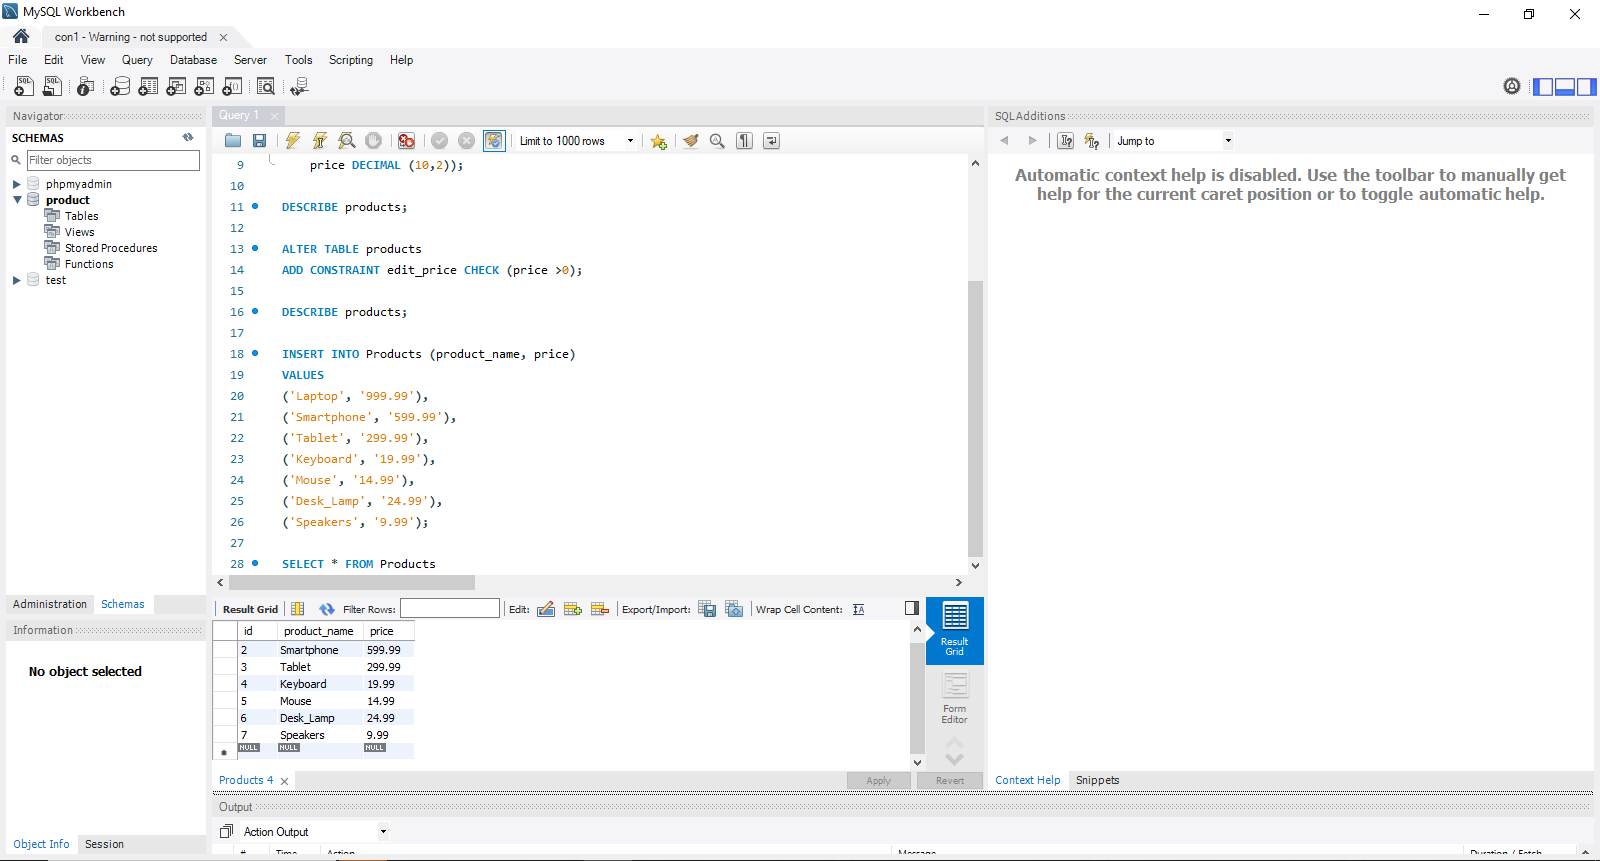 MySQL Workbench
con1 - Warning - not supported
File Edit View Query Database Server Tools Scripting Help
Navigator
SCHEMAS
Filter objects
phpmyadmin
product
Tables
Views
Stored Procedures
Functions
test
Administration Schemas
Information
No object selected
Object Info Session
Query 1
Limit to 1000 rows
9 price DECIMAL (10,2));
10
11 DESCRIBE products;
12
13 ALTER TABLE products
14 ADD CONSTRAINT edit_price CHECK (price >0);
15
16 DESCRIBE products;
17
18 INSERT INTO Products (product_name, price)
19 VALUES
20 ('Laptop', '999.99'),
21 ('Smartphone', '599.99'),
22 ('Tablet', '299.99'),
23 ('Keyboard', '19.99'),
24 ('Mouse', '14.99'),
25 ('Desk_Lamp', '24.99'),
26 ('Speakers', '9.99');
27
28 SELECT * FROM Products
Result Grid Filter Rows: Edit: Export/Import: Wrap Cell Content:
id product_name price
2 Smartphone 599.99
3 Tablet 299.99
4 Keyboard 19.99
5 Mouse 14.99
6 Desk_Lamp 24.99
7 Speakers 9.99
NULL NULL NULL
Result
Grid
Form
Editor
Products 4
Apply Revert
SQLAdditions
Jump to
Automatic context help is disabled. Use the toolbar to manually get
help for the current caret position or to toggle automatic help.
Context Help Snippets
Output
Action Output
# Time Action Message Duration / Fetch